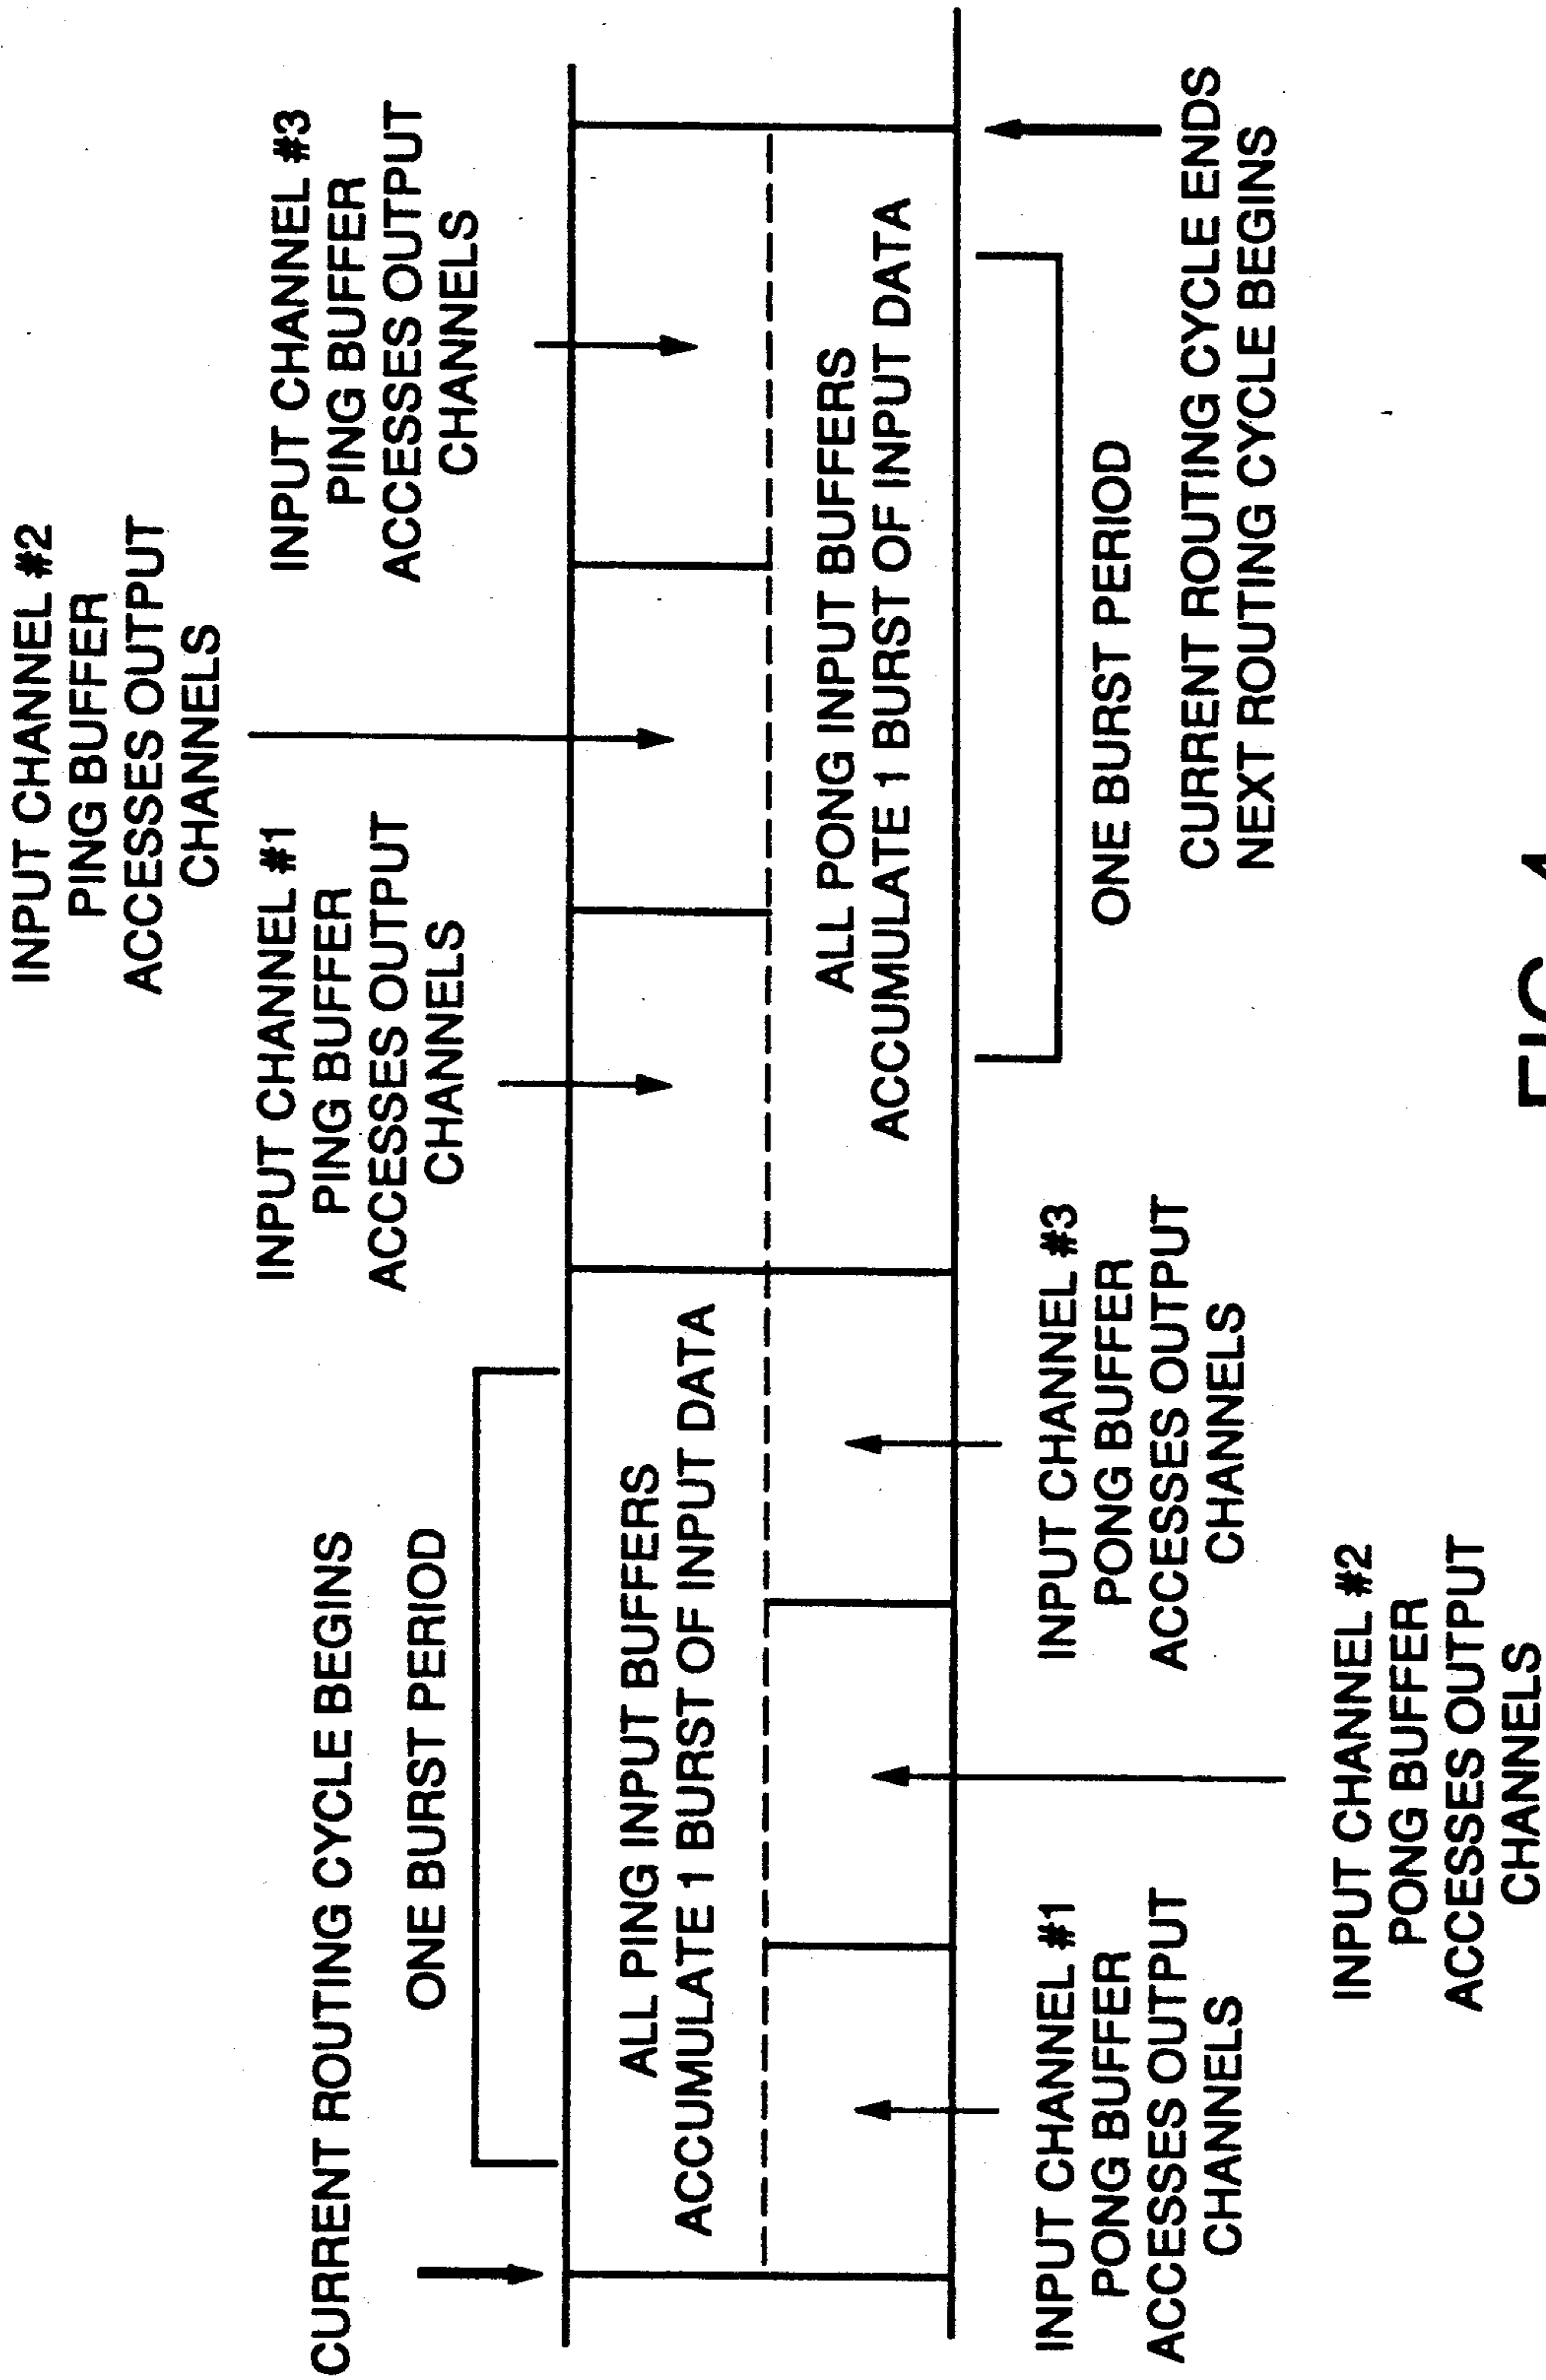 INPUT CHANNEL #2
PING BUFFER
ACCESSES OUTPUT
CHANNELS
INPUT CHANNEL #1
PING BUFFER
ACCESSES OUTPUT
CHANNELS
INPUT CHANNEL #3
PING BUFFER
ACCESSES OUTPUT
CHANNELS
CURRENT ROUTING CYCLE BEGINS
ONE BURST PERIOD
ALL PING INPUT BUFFERS
ACCUMULATE 1 BURST OF INPUT DATA
ALL PONG INPUT BUFFERS
ACCUMULATE 1 BURST OF INPUT DATA
INPUT CHANNEL #1
PONG BUFFER
ACCESSES OUTPUT
CHANNELS
INPUT CHANNEL #3
PONG BUFFER
ACCESSES OUTPUT
CHANNELS
ONE BURST PERIOD
CURRENT ROUTING CYCLE ENDS
NEXT ROUTING CYCLE BEGINS
INPUT CHANNEL #2
PONG BUFFER
ACCESSES OUTPUT
CHANNELS